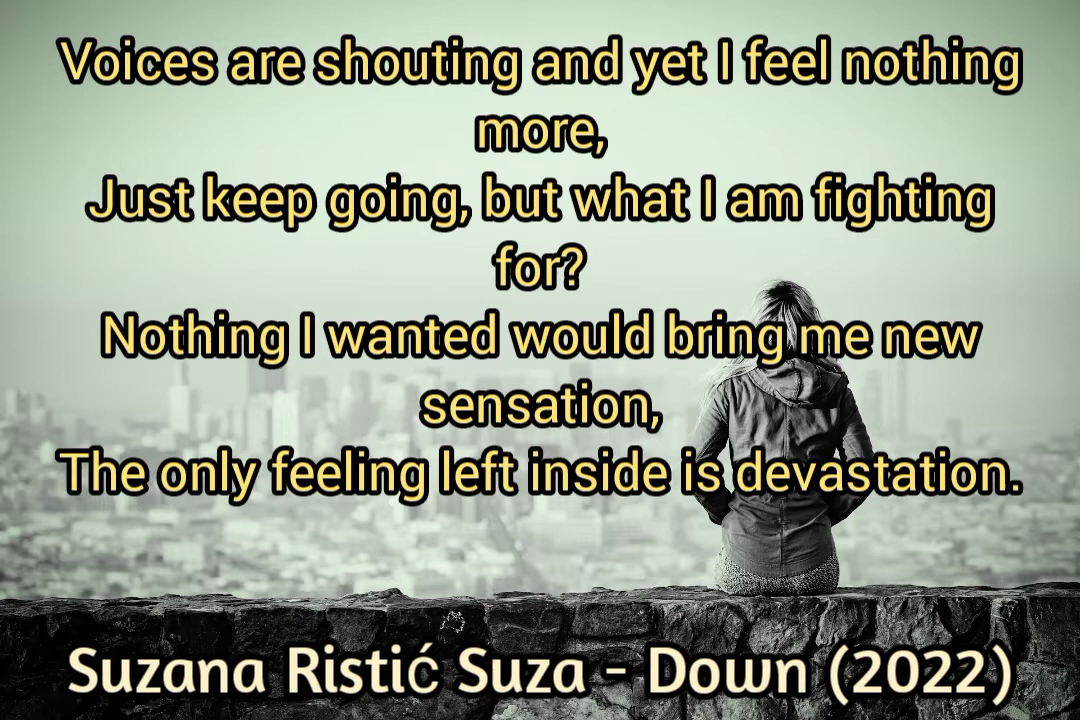 Voices are shouting and yet I feel nothing
more,
Just keep going, but what I am fighting
for?
Nothing I wanted would bring me new
sensation,
The only feeling left inside is devastation.
Suzana Ristić Suza - Down (2022)